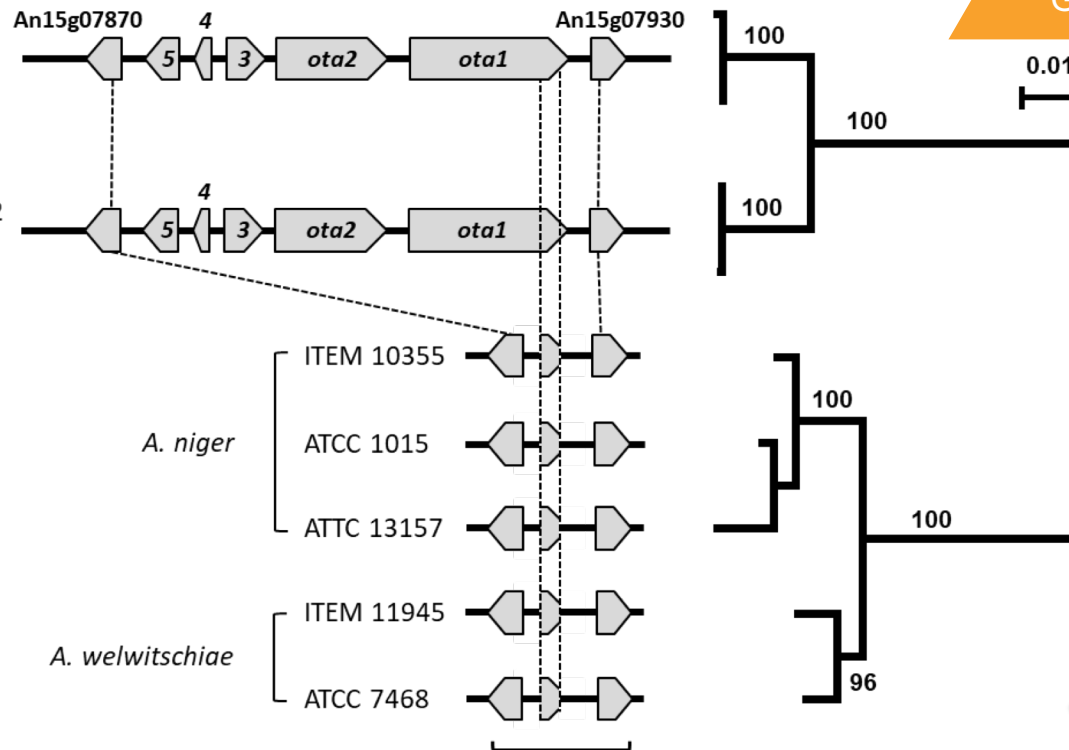 An15g07870 4 An15g07930
5 3 ota2 ota1
100
0.01
100
4
5 3 ota2 ota1
100
ITEM 10355
100
A. niger
ATCC 1015
ATTC 13157
100
ITEM 11945
A. welwitschiae
96
ATCC 7468